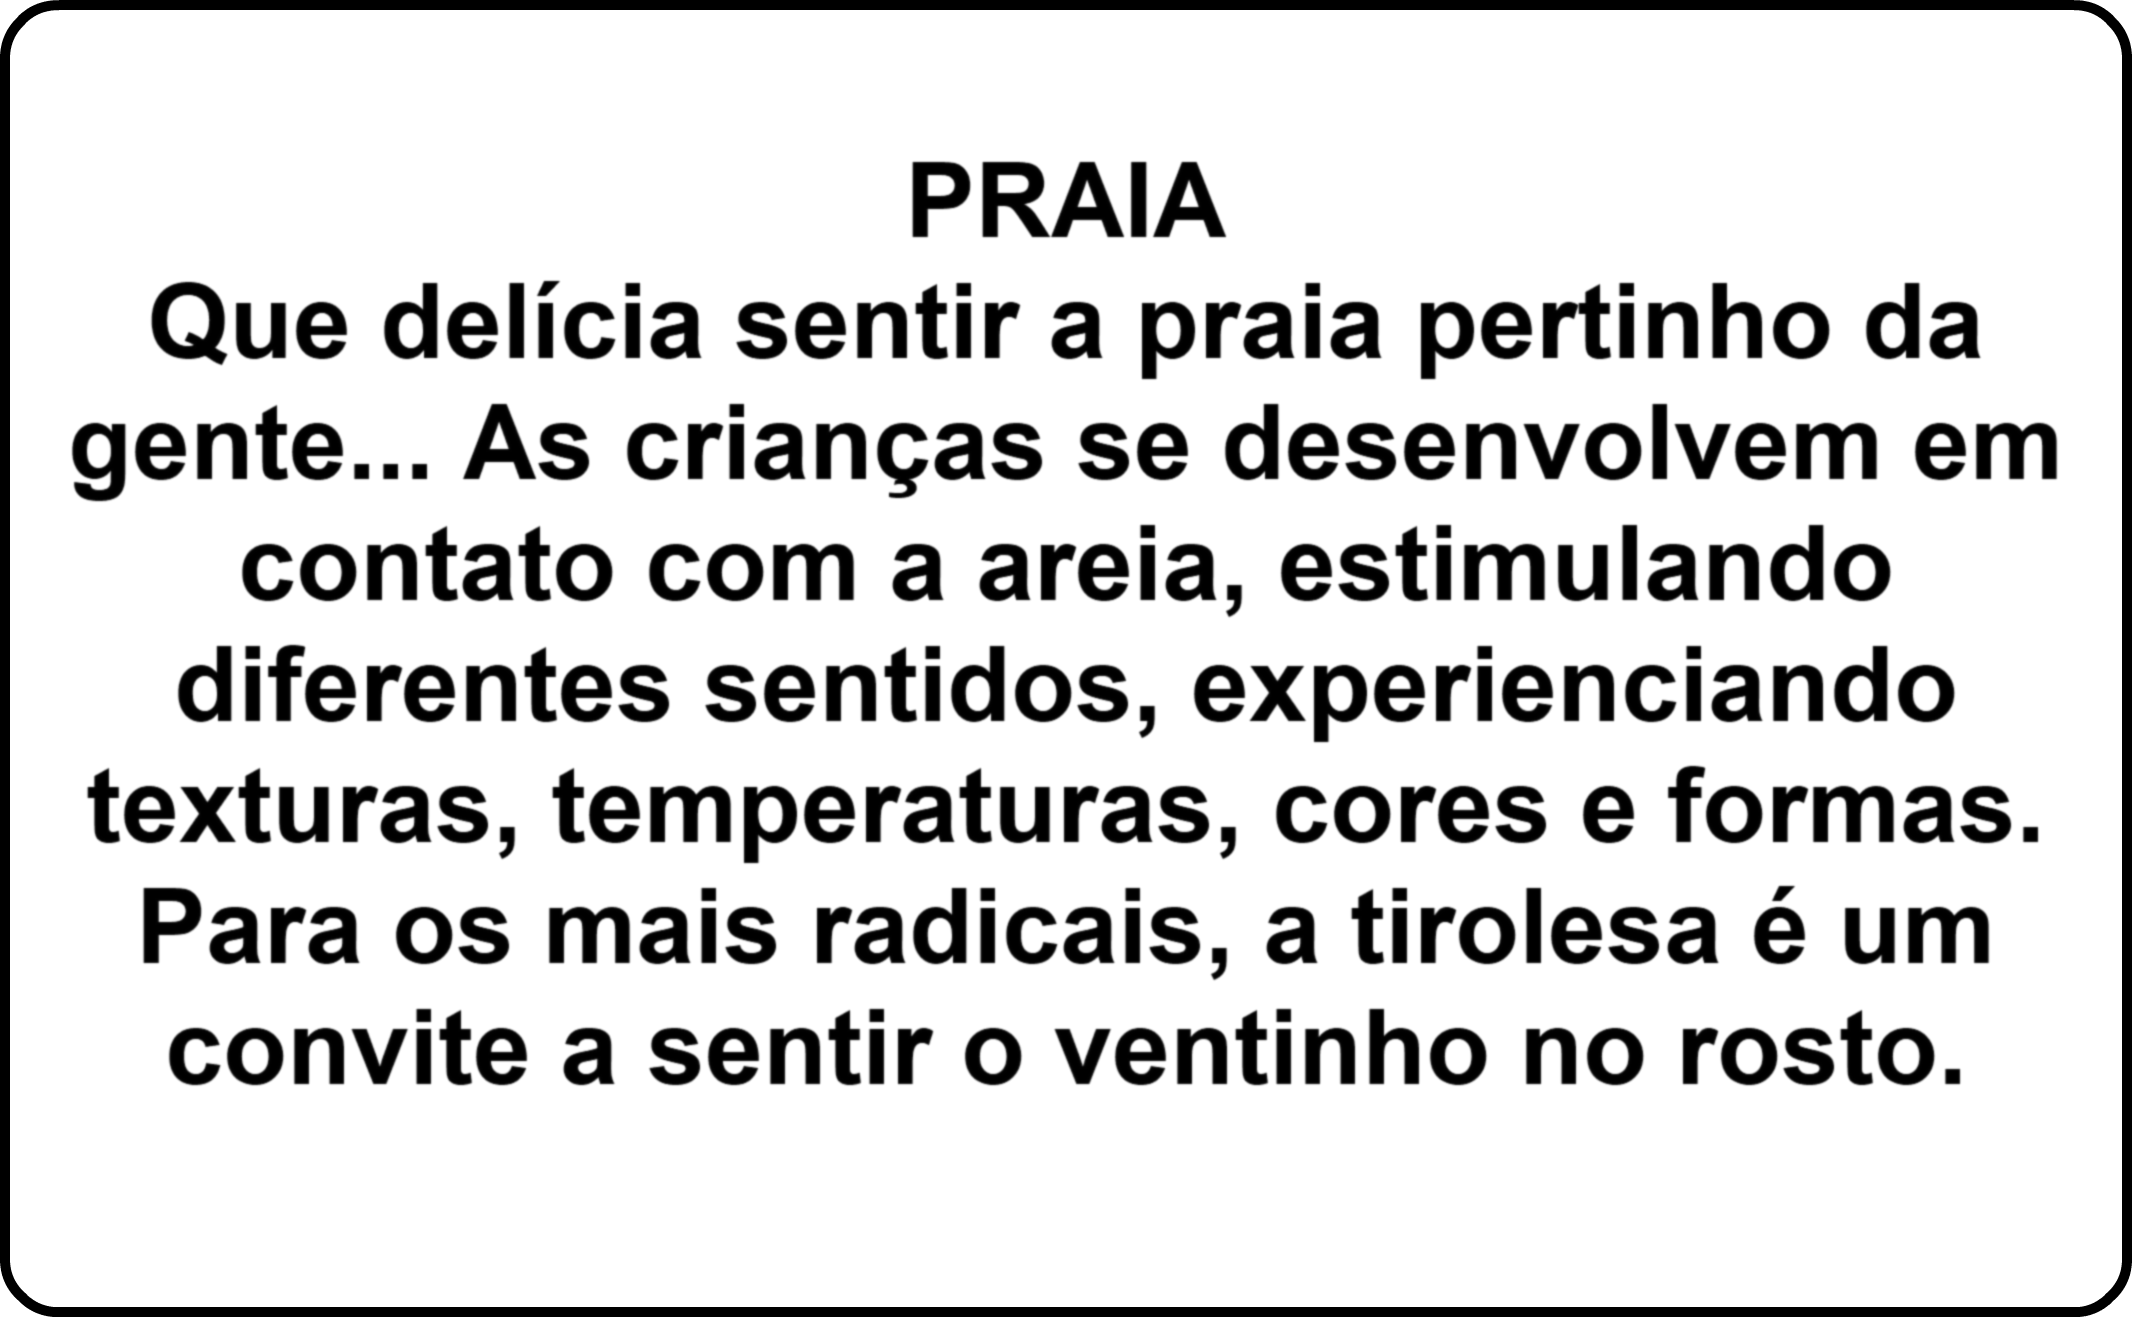 PRAIA
Que delícia sentir a praia pertinho da
gente... As crianças se desenvolvem em
contato com a areia, estimulando
diferentes sentidos, experienciando
texturas, temperaturas, cores e formas.
Para os mais radicais, a tirolesa é um
convite a sentir o ventinho no rosto.